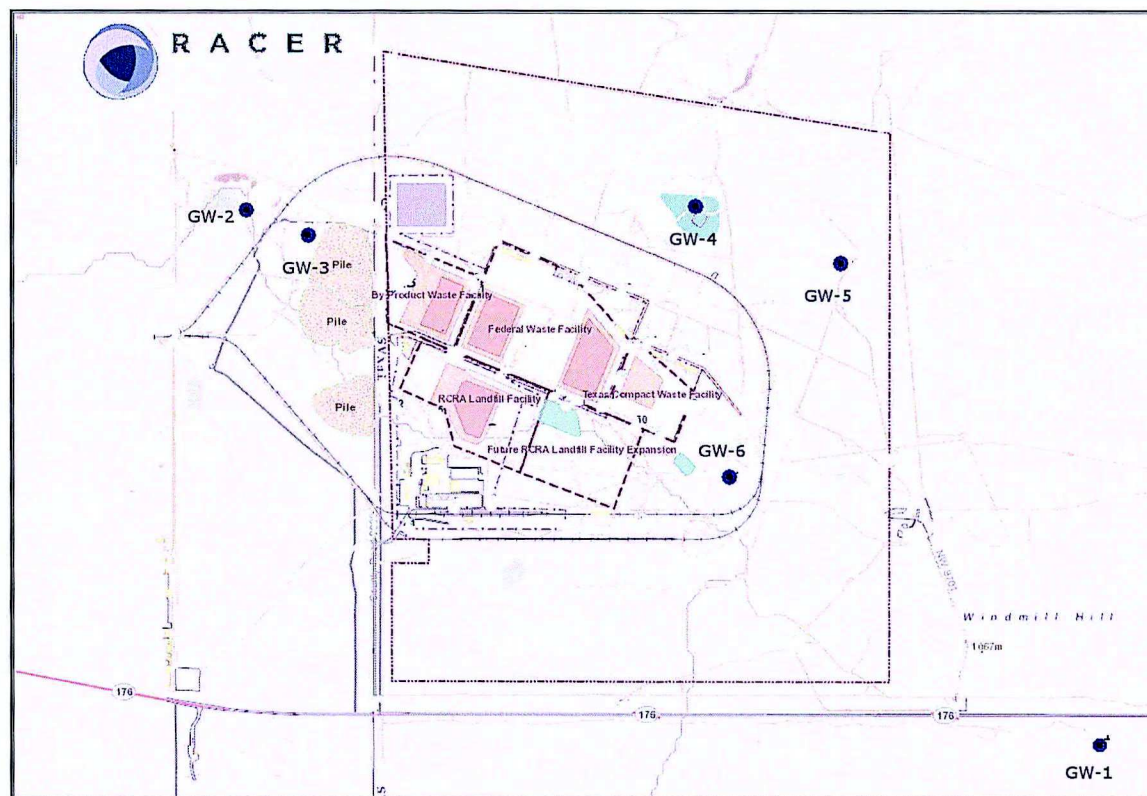 RACER
GW-2
GW-3
GW-4
GW-5
Pile
By Product Waste Facility
Pile
Federal Waste Facility
TEXAS
Pile
RCRA Landfill Facility
Texas Compact Waste Facility
10
Future RCRA Landfill Facility Expansion
GW-6
Windmill Hill
176
176
176
GW-1